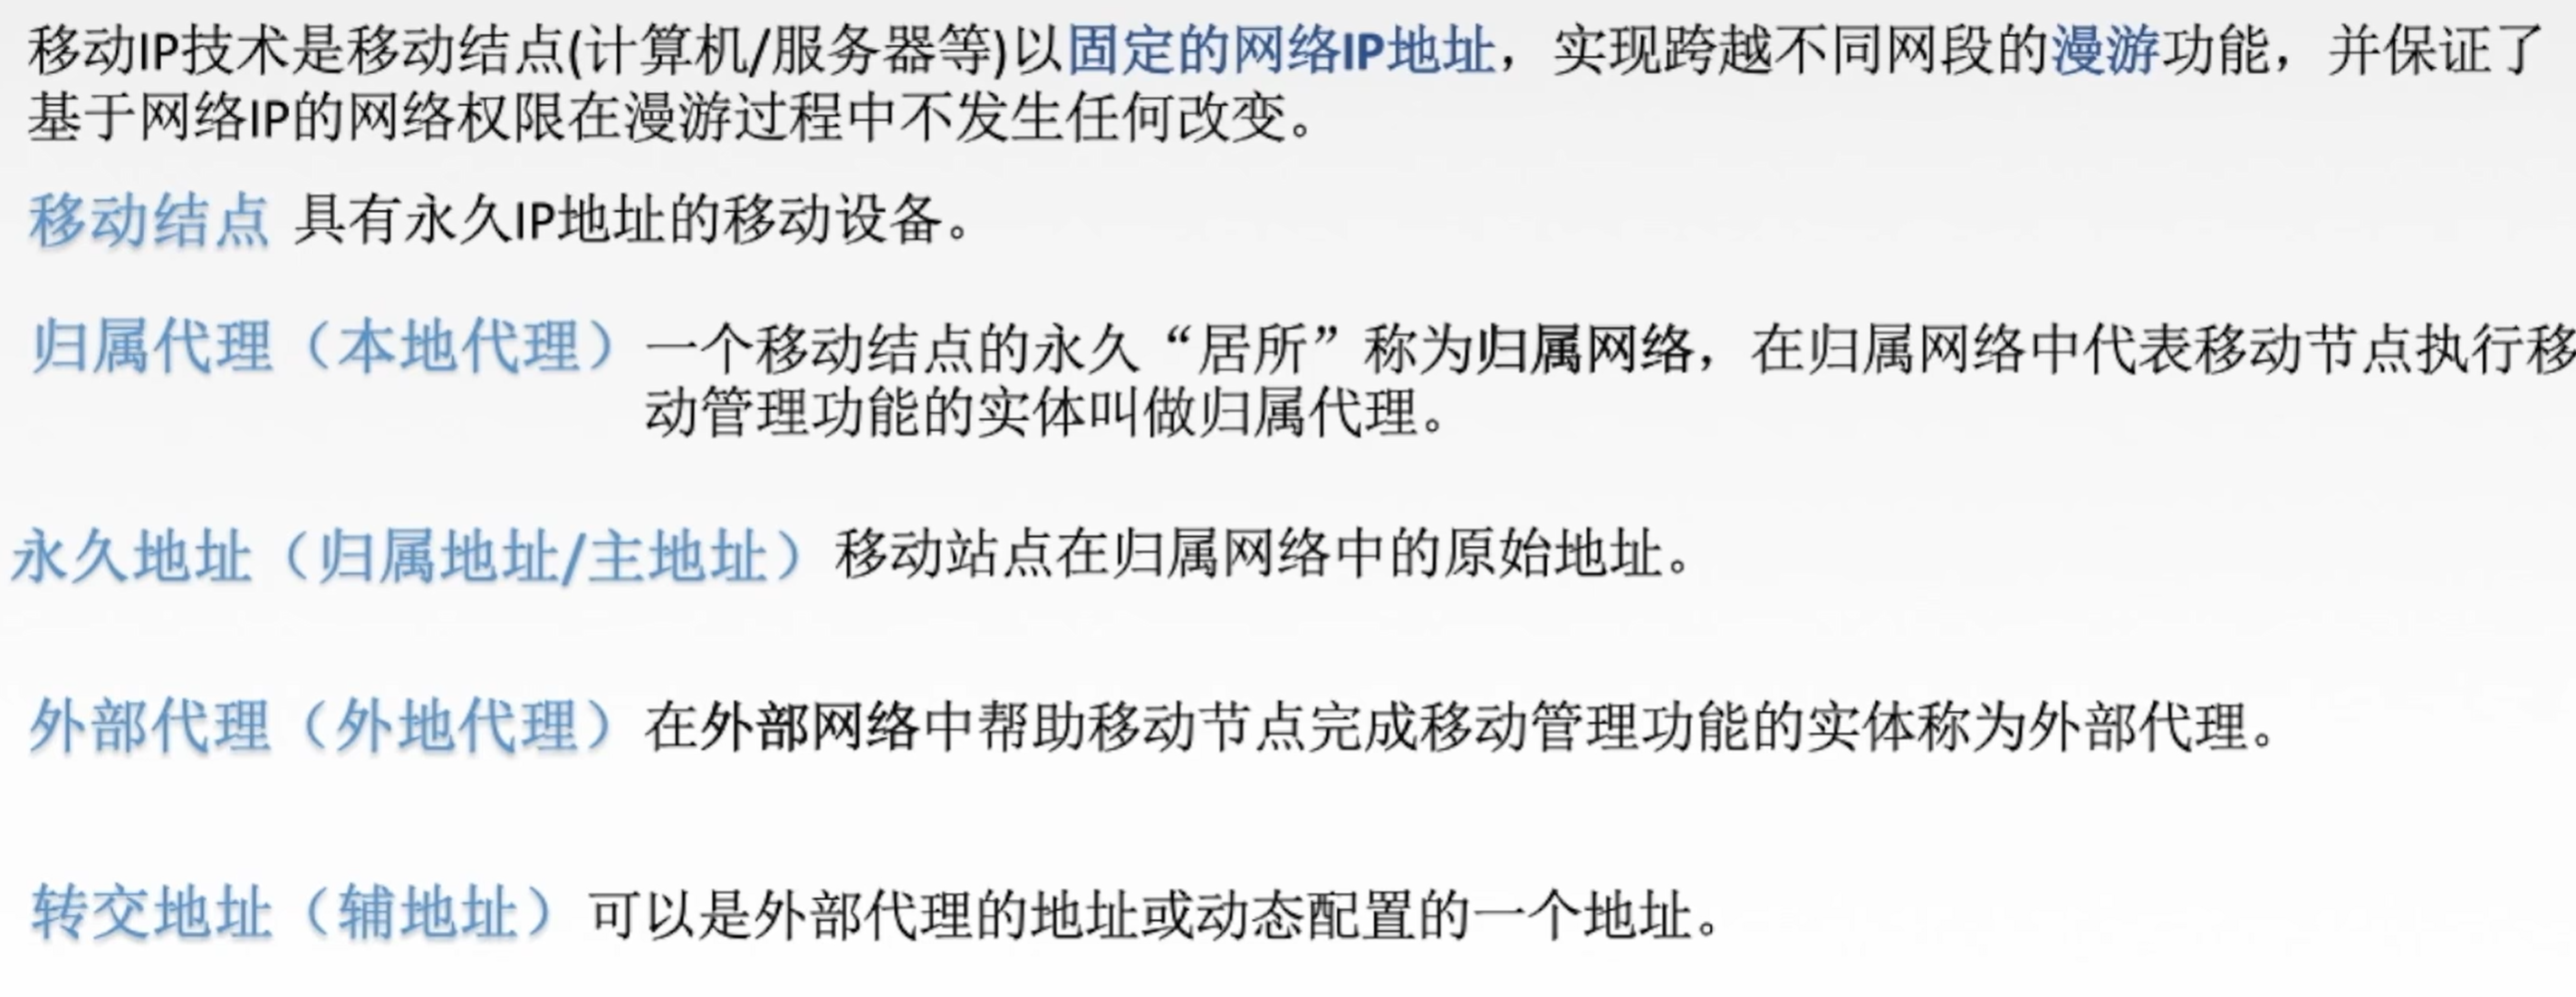 移动IP技术是移动结点(计算机/服务器等)以固定的网络IP地址，实现跨越不同网段的漫游功能，并保证了
基于网络IP的网络权限在漫游过程中不发生任何改变。
移动结点 具有永久IP地址的移动设备。
归属代理（本地代理） 一个移动结点的永久“居所”称为归属网络，在归属网络中代表移动节点执行移
动管理功能的实体叫做归属代理。
永久地址（归属地址/主地址） 移动站点在归属网络中的原始地址。
外部代理（外地代理） 在外部网络中帮助移动节点完成移动管理功能的实体称为外部代理。
转交地址（辅地址） 可以是外部代理的地址或动态配置的一个地址。